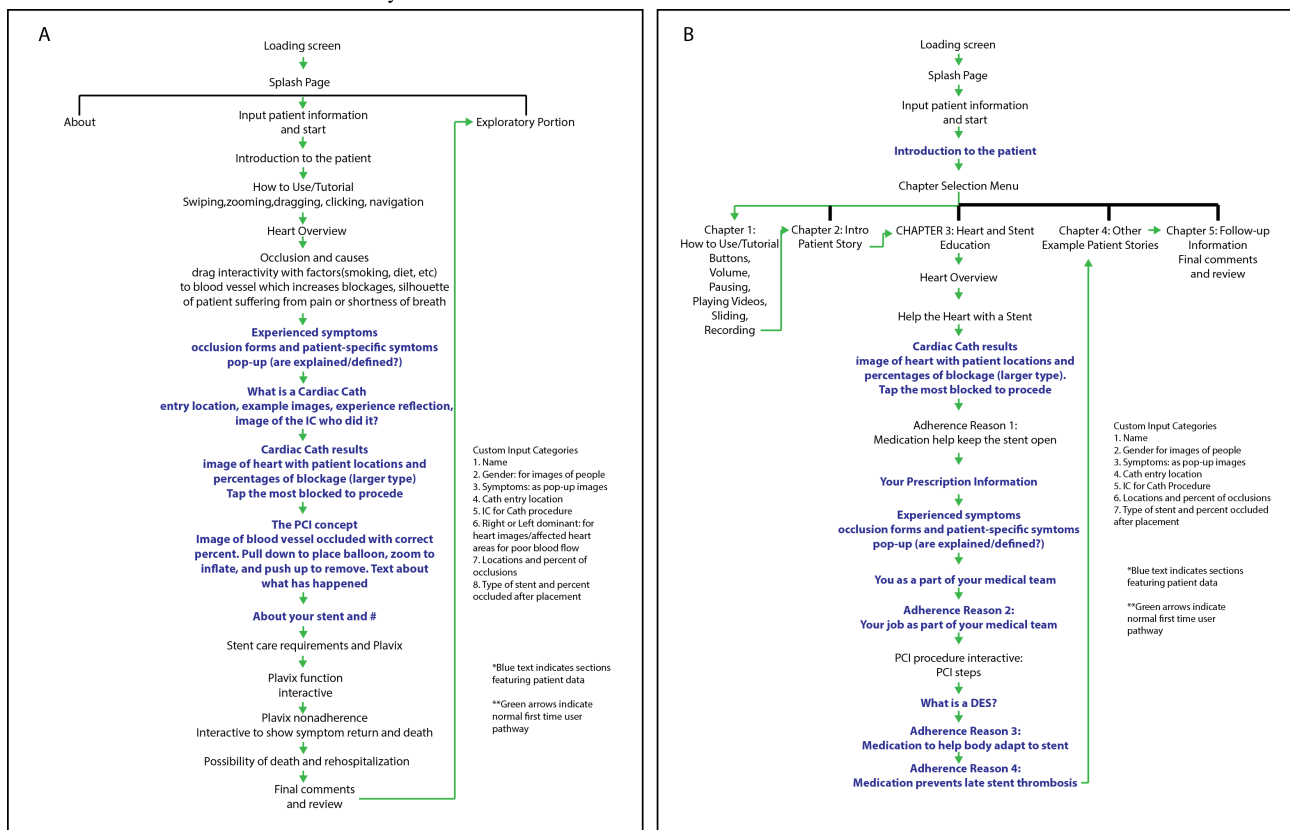 A
Loading screen
Splash Page
About
Input patient information
and start
Exploratory Portion
Introduction to the patient
How to Use/Tutorial
Swiping,zooming,dragging, clicking, navigation
Heart Overview
Occlusion and causes
drag interactivity with factors(smoking, diet, etc)
to blood vessel which increases blockages, silhouette
of patient suffering from pain or shortness of breath
Experienced symptoms
occlusion forms and patient-specific symtoms
pop-up (are explained/defined?)
What is a Cardiac Cath
entry location, example images, experience reflection,
image of the IC who did it?
Cardiac Cath results
image of heart with patient locations and
percentages of blockage (larger type)
Tap the most blocked to procede
The PCI concept
Image of blood vessel occluded with correct
percent. Pull down to place balloon, zoom to
inflate, and push up to remove. Text about
what has happened
About your stent and #
Stent care requirements and Plavix
Plavix function
interactive
Plavix nonadherence
Interactive to show symptom return and death
Possibility of death and rehospitalization
Final comments
and review
Custom Input Categories
1. Name
2. Gender: for images of people
3. Symptoms: as pop-up images
4. Cath entry location
5. IC for Cath procedure
6. Right or Left dominant: for
heart images/affected heart
areas for poor blood flow
7. Locations and percent of
occlusions
8. Type of stent and percent
occluded after placement
*Blue text indicates sections
featuring patient data
**Green arrows indicate
normal first time user
pathway
B
Loading screen
Splash Page
Input patient information
and start
Introduction to the patient
Chapter Selection Menu
Chapter 1:
How to Use/Tutorial
Buttons,
Volume,
Pausing,
Playing Videos,
Sliding,
Recording
Chapter 2: Intro
Patient Story
CHAPTER 3: Heart and Stent
Education
Chapter 4: Other
Example Patient Stories
Chapter 5: Follow-up
Information
Final comments
and review
Heart Overview
Help the Heart with a Stent
Cardiac Cath results
image of heart with patient locations and
percentages of blockage (larger type).
Tap the most blocked to procede
Adherence Reason 1:
Medication help keep the stent open
Your Prescription Information
Experienced symptoms
occlusion forms and patient-specific symtoms
pop-up (are explained/defined?)
You as a part of your medical team
Adherence Reason 2:
Your job as part of your medical team
PCI procedure interactive:
PCI steps
What is a DES?
Adherence Reason 3:
Medication to help body adapt to stent
Adherence Reason 4:
Medication prevents late stent thrombosis
Custom Input Categories
1. Name
2. Gender for images of people
3. Symptoms: as pop-up images
4. Cath entry location
5. IC for Cath Procedure
6. Locations and percent of occlusions
7. Type of stent and percent occluded
after placement
*Blue text indicates sections
featuring patient data
**Green arrows indicate
normal first time user
pathway